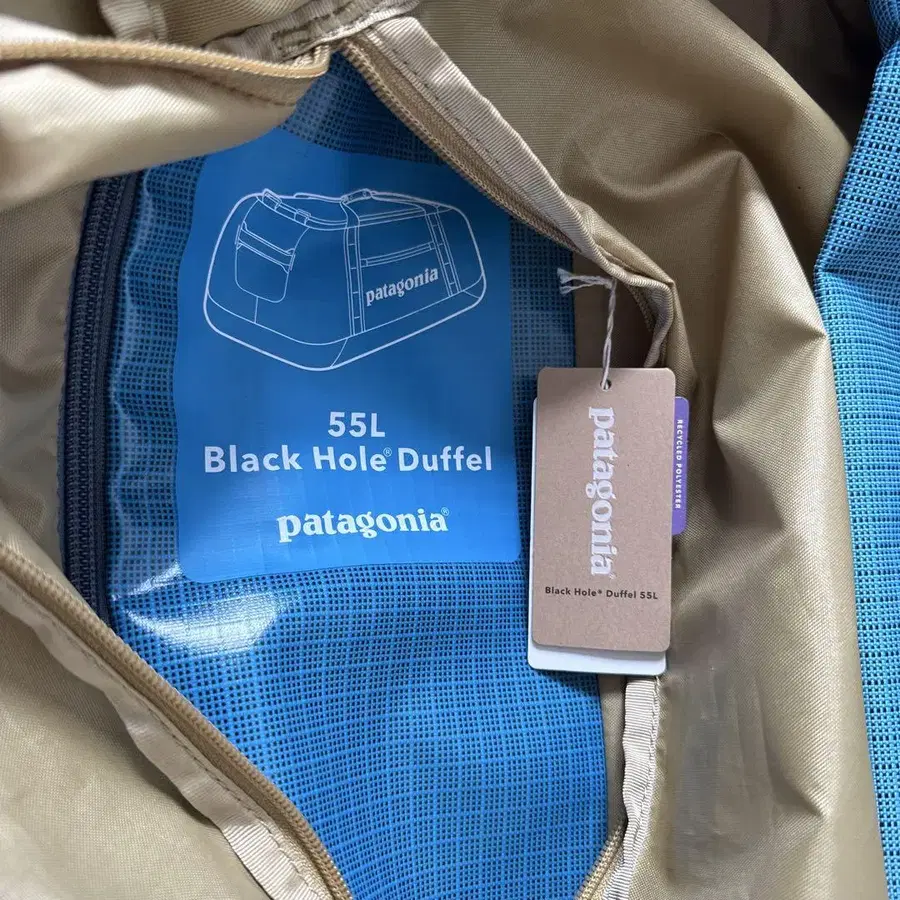 patagonia
55L
Black Hole® Duffel
patagonia®
patagonia®
Black Hole® Duffel 55L
RECYCLED POLYESTER